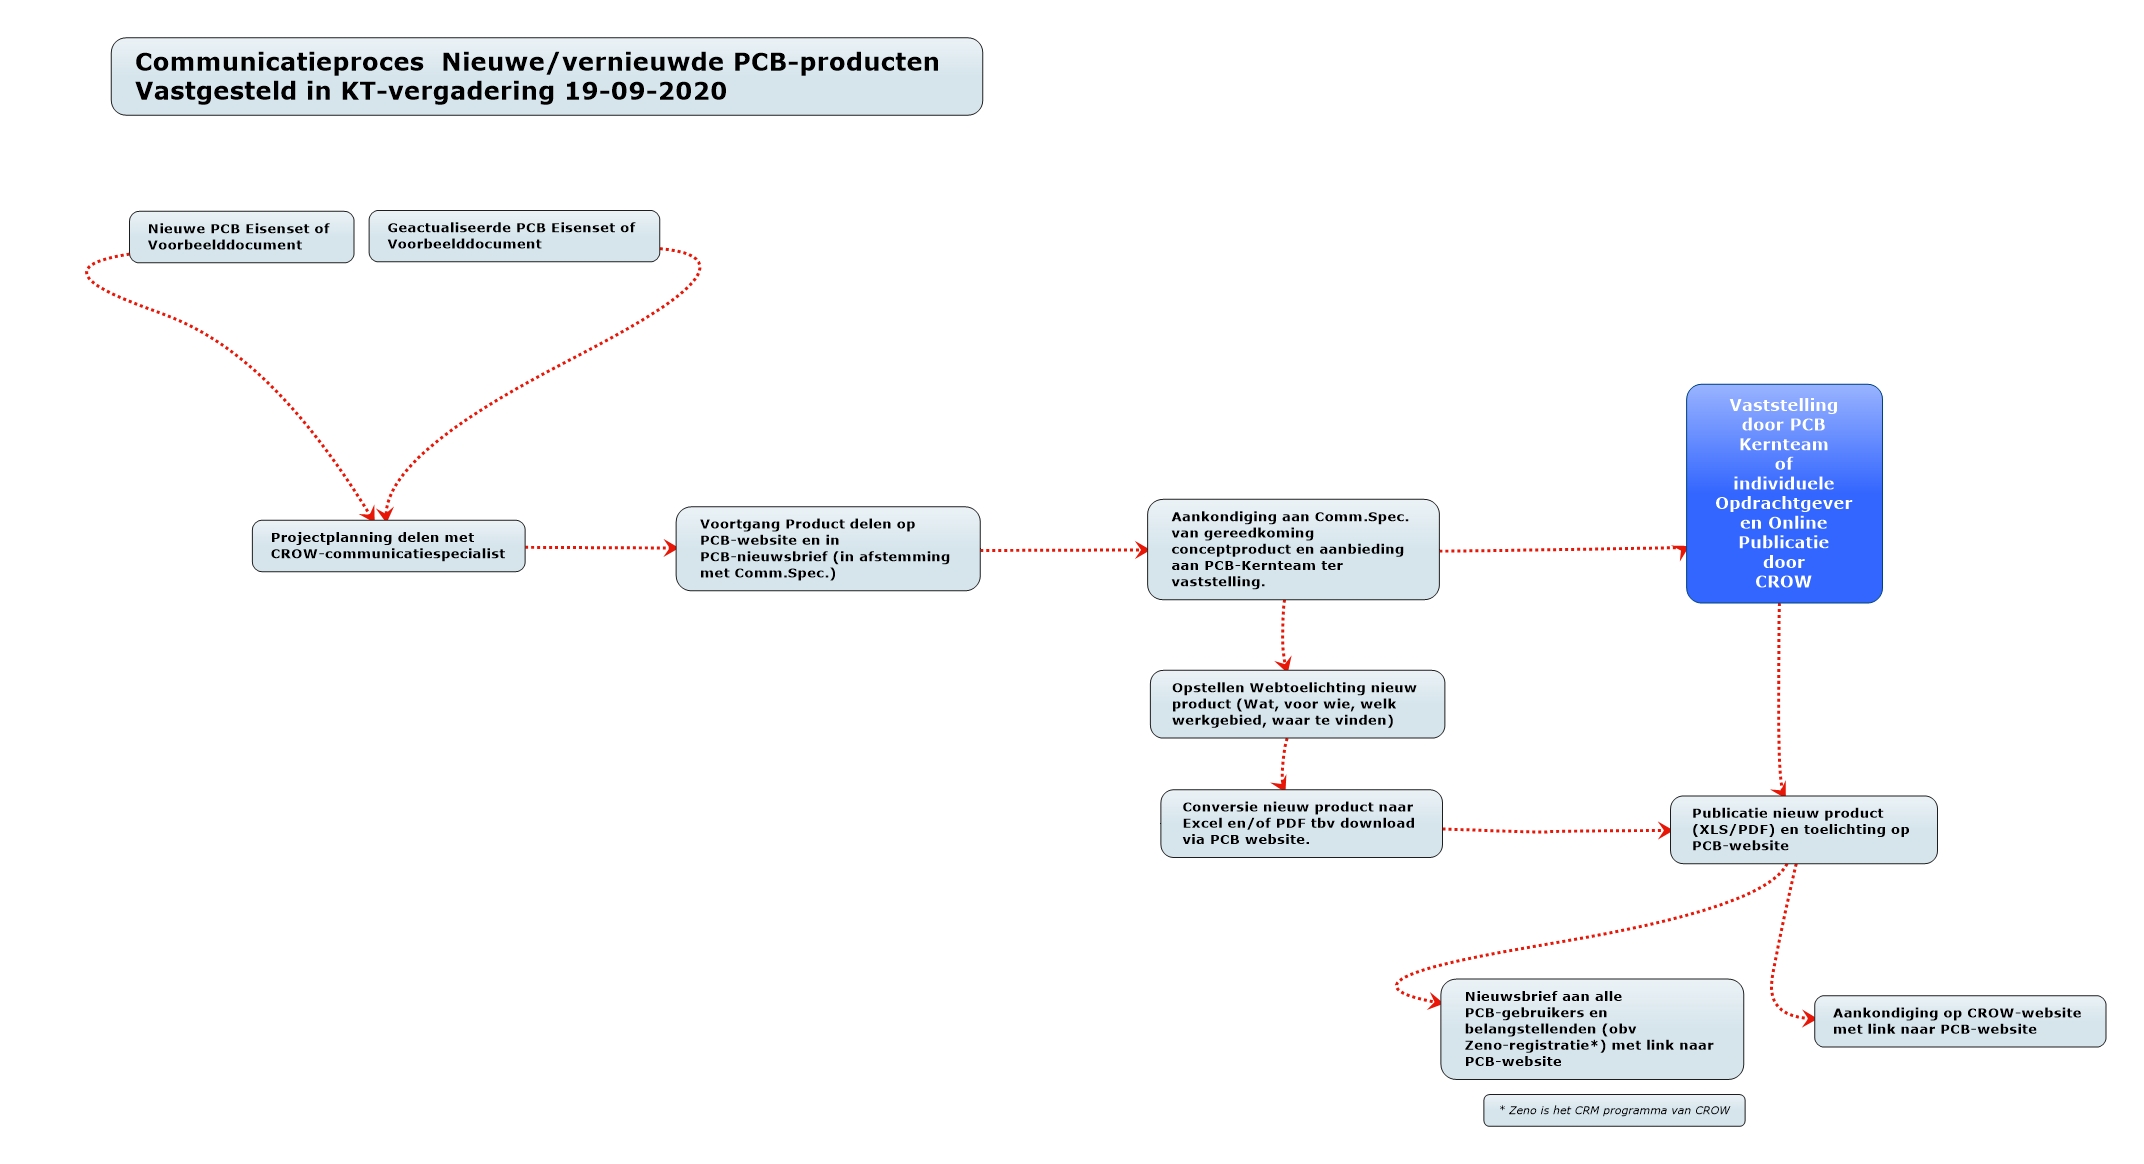 Communicatieproces  Nieuwe/vernieuwde PCB-producten
Vastgesteld in KT-vergadering 19-09-2020
Nieuwe PCB Eisenset of
Voorbeelddocument
Geactualiseerde PCB Eisenset of
Voorbeelddocument
Projectplanning delen met
CROW-communicatiespecialist
Voortgang Product delen op
PCB-website en in
PCB-nieuwsbrief (in afstemming
met Comm.Spec.)
Aankondiging aan Comm.Spec.
van gereedkoming
conceptproduct en aanbieding
aan PCB-Kernteam ter
vaststelling.
Vaststelling
door PCB
Kernteam
of
individuele
Opdrachtgever
en Online
Publicatie
door
CROW
Opstellen Webtoelichting nieuw
product (Wat, voor wie, welk
werkgebied, waar te vinden)
Conversie nieuw product naar
Excel en/of PDF tbv download
via PCB website.
Publicatie nieuw product
(XLS/PDF) en toelichting op
PCB-website
Nieuwsbrief aan alle
PCB-gebruikers en
belangstellenden (obv
Zeno-registratie*) met link naar
PCB-website
Aankondiging op CROW-website
met link naar PCB-website
* Zeno is het CRM programma van CROW